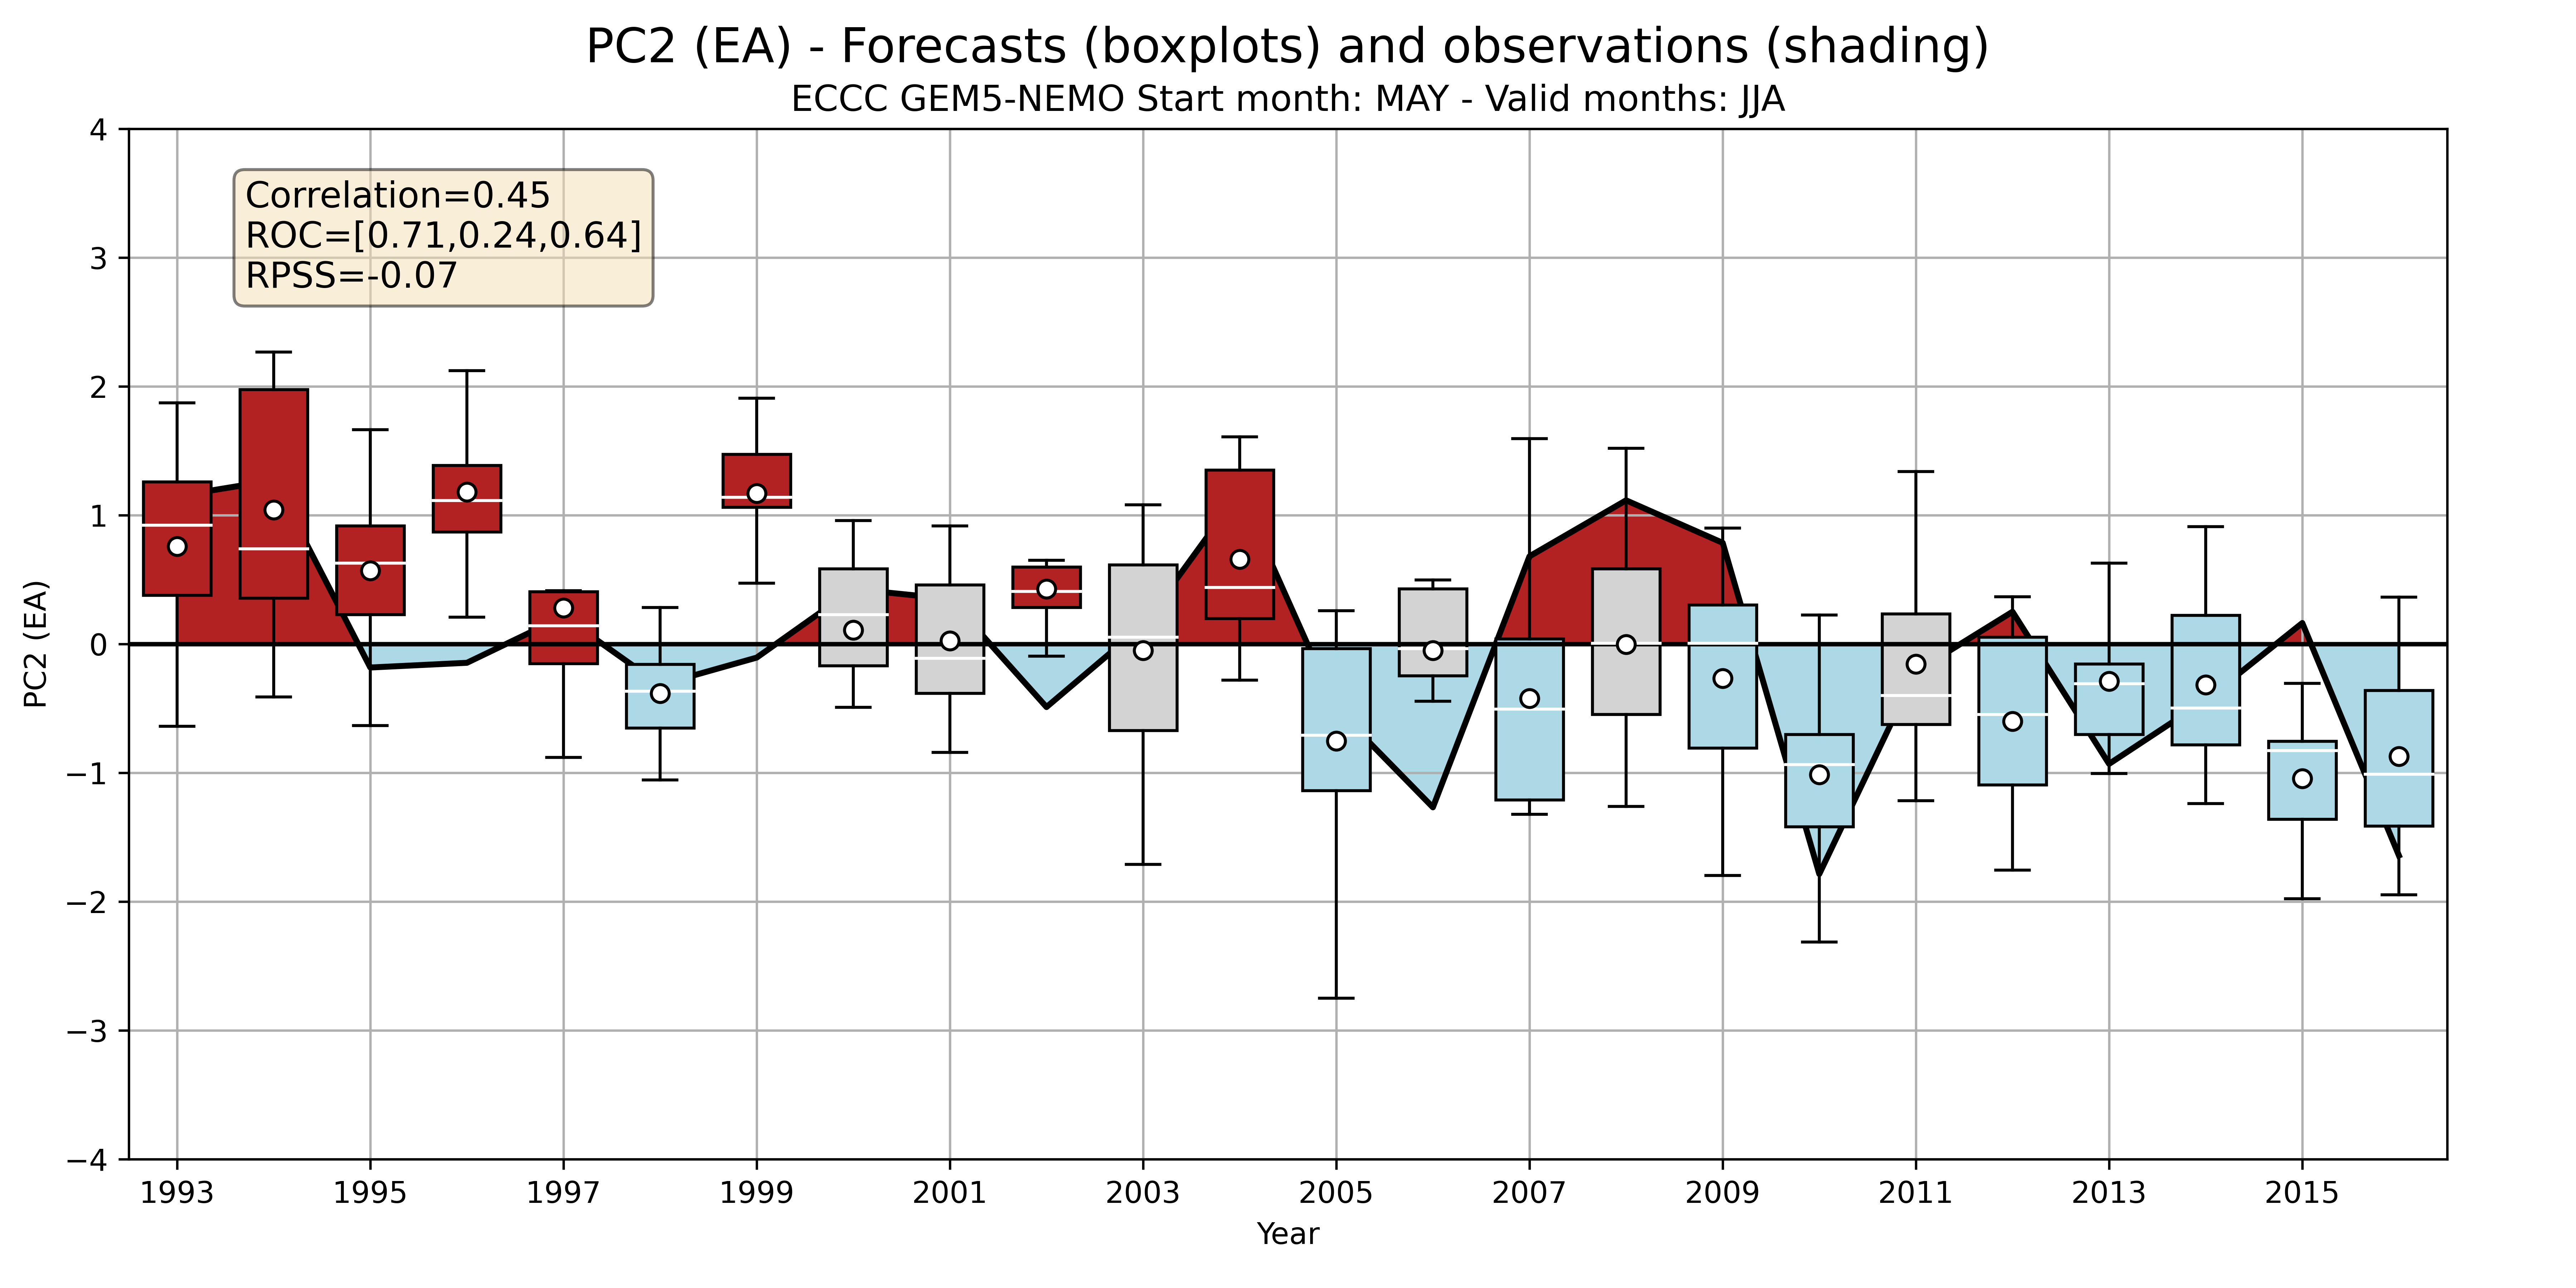 PC2 (EA) - Forecasts (boxplots) and observations (shading)
ECCC GEM5-NEMO Start month: MAY - Valid months: JJA
Correlation=0.45
ROC=[0.71,0.24,0.64]
RPSS=-0.07
PC2 (EA)
4
3
2
1
0
−1
−2
−3
−4
1993 1995 1997 1999 2001 2003 2005 2007 2009 2011 2013 2015
Year